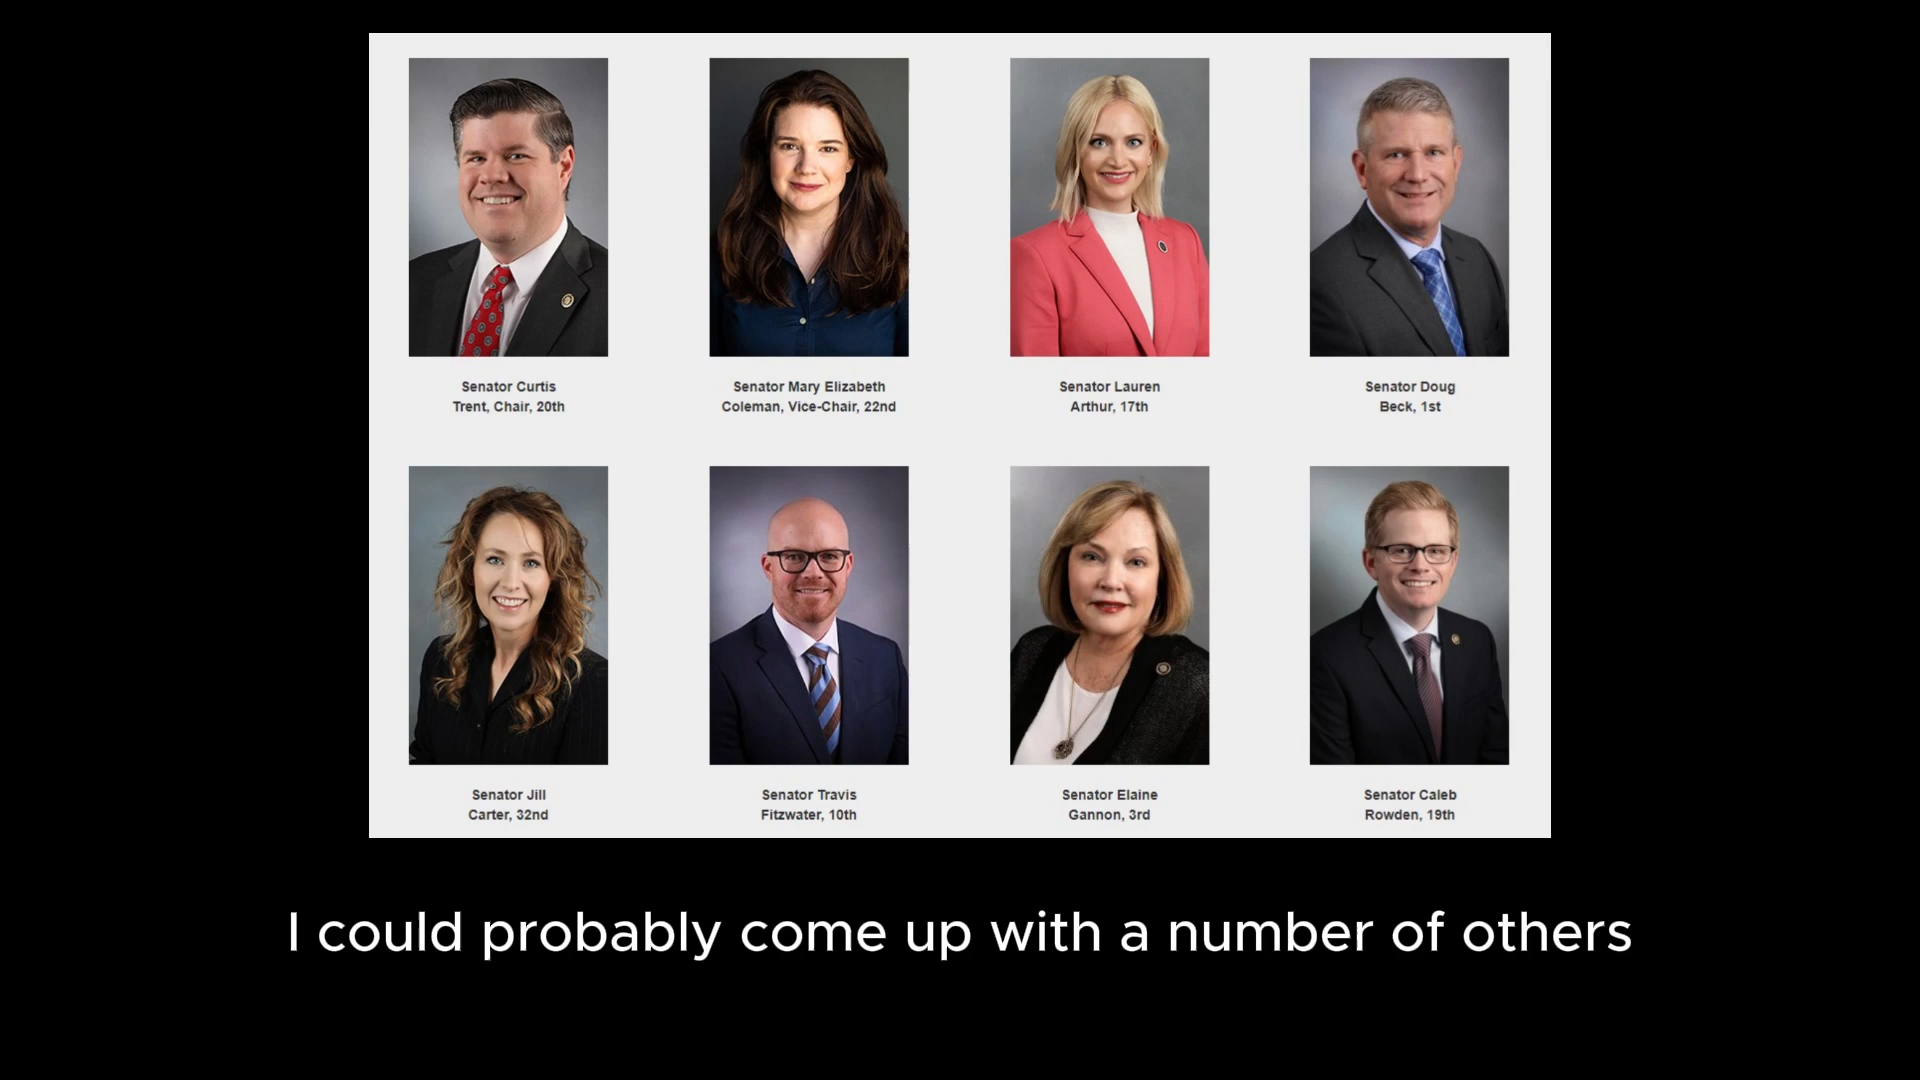 Senator Curtis
Trent, Chair, 20th
Senator Mary Elizabeth
Coleman, Vice-Chair, 22nd
Senator Lauren
Arthur, 17th
Senator Doug
Beck, 1st
Senator Jill
Carter, 32nd
Senator Travis
Fitzwater, 10th
Senator Elaine
Gannon, 3rd
Senator Caleb
Rowden, 19th
I could probably come up with a number of others